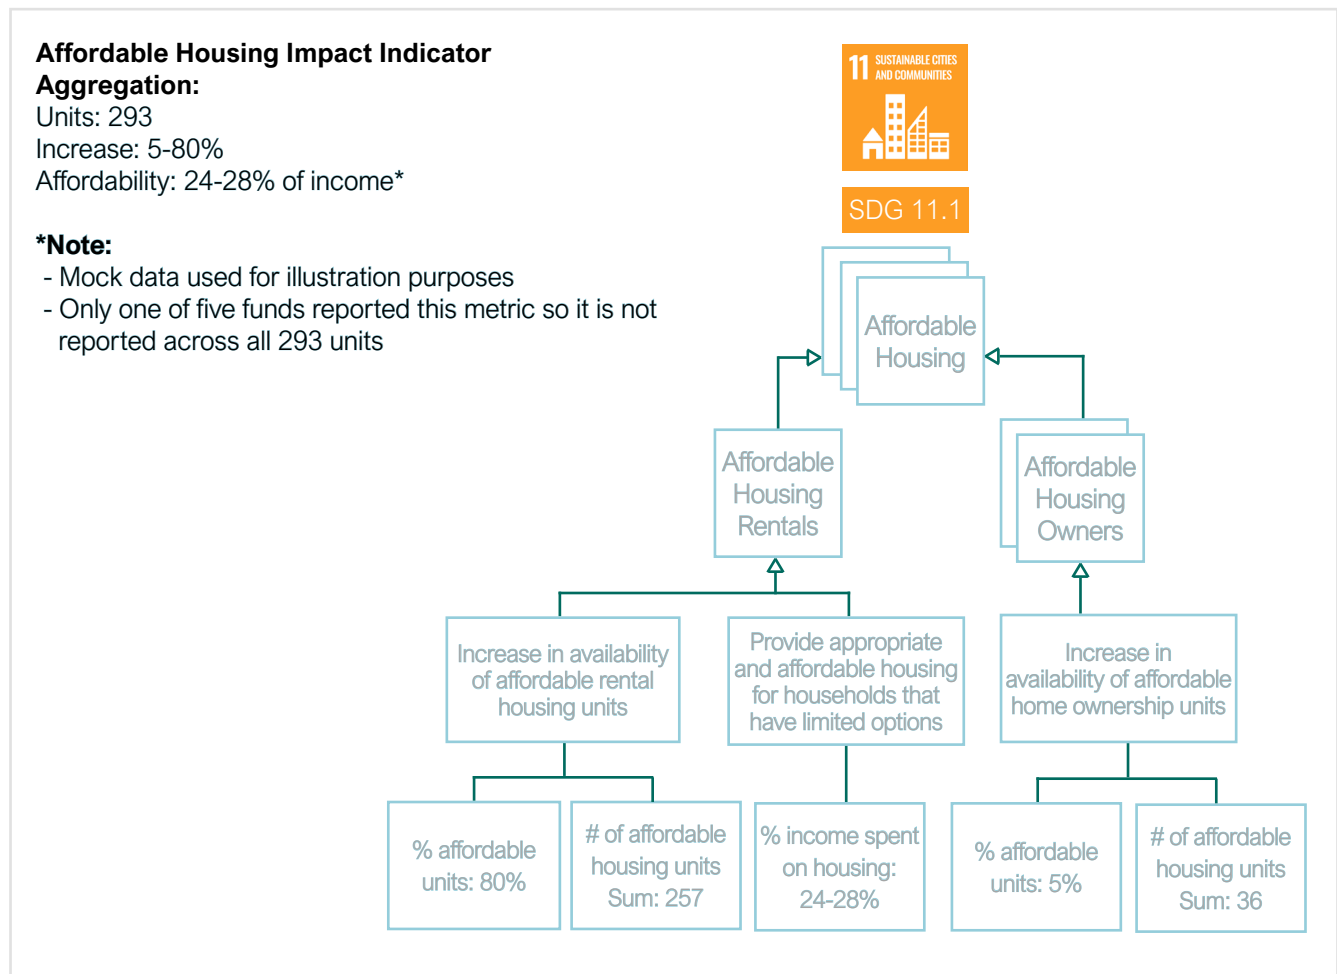 Affordable Housing Impact Indicator
Aggregation:
Units: 293
Increase: 5-80%
Affordability: 24-28% of income*
*Note:
- Mock data used for illustration purposes
- Only one of five funds reported this metric so it is not
reported across all 293 units
11 SUSTAINABLE CITIES
AND COMMUNITIES
SDG 11.1
Affordable
Housing
Affordable
Housing
Rentals
Affordable
Housing
Owners
Increase in availability
of affordable rental
housing units
Provide appropriate
and affordable housing
for households that
have limited options
Increase in
availability of affordable
home ownership units
% affordable
units: 80%
# of affordable
housing units
Sum: 257
% income spent
on housing:
24-28%
% affordable
units: 5%
# of affordable
housing units
Sum: 36